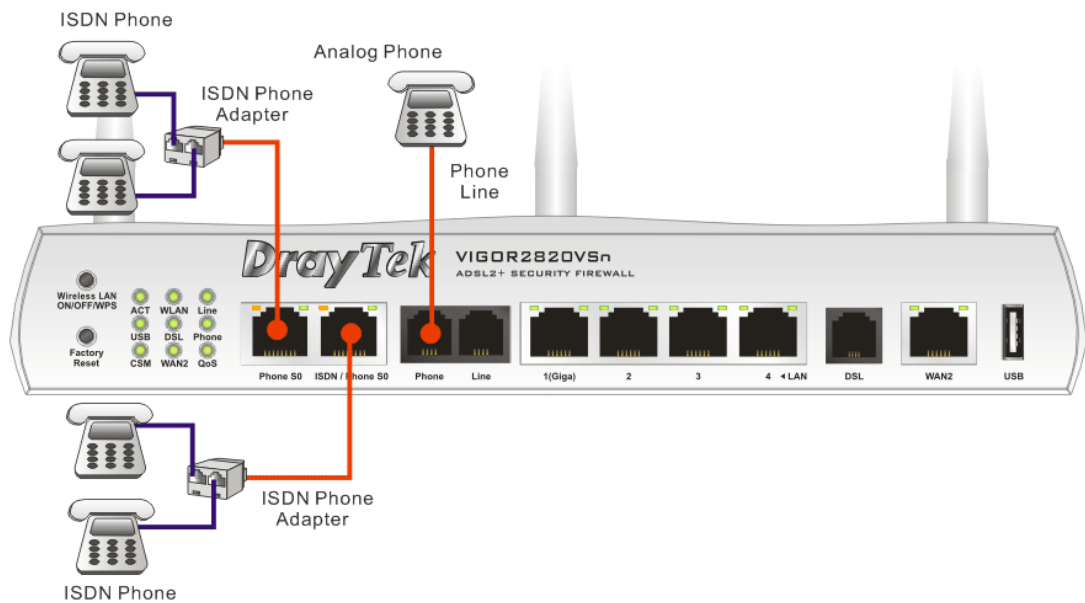 ISDN Phone
Analog Phone
ISDN Phone
Adapter
Phone
Line
DrayTek
VIGOR2820VSn
ADSL2+ SECURITY FIREWALL
Wireless LAN
ON/OFF/WPS
ACT WLAN Line
USB DSL Phone
Factory
Reset
CSM WAN2 QoS
Phone S0 ISDN / Phone S0 Phone Line 1(Giga) 2 3 4 ◄ LAN DSL WAN2 USB
ISDN Phone
Adapter
ISDN Phone